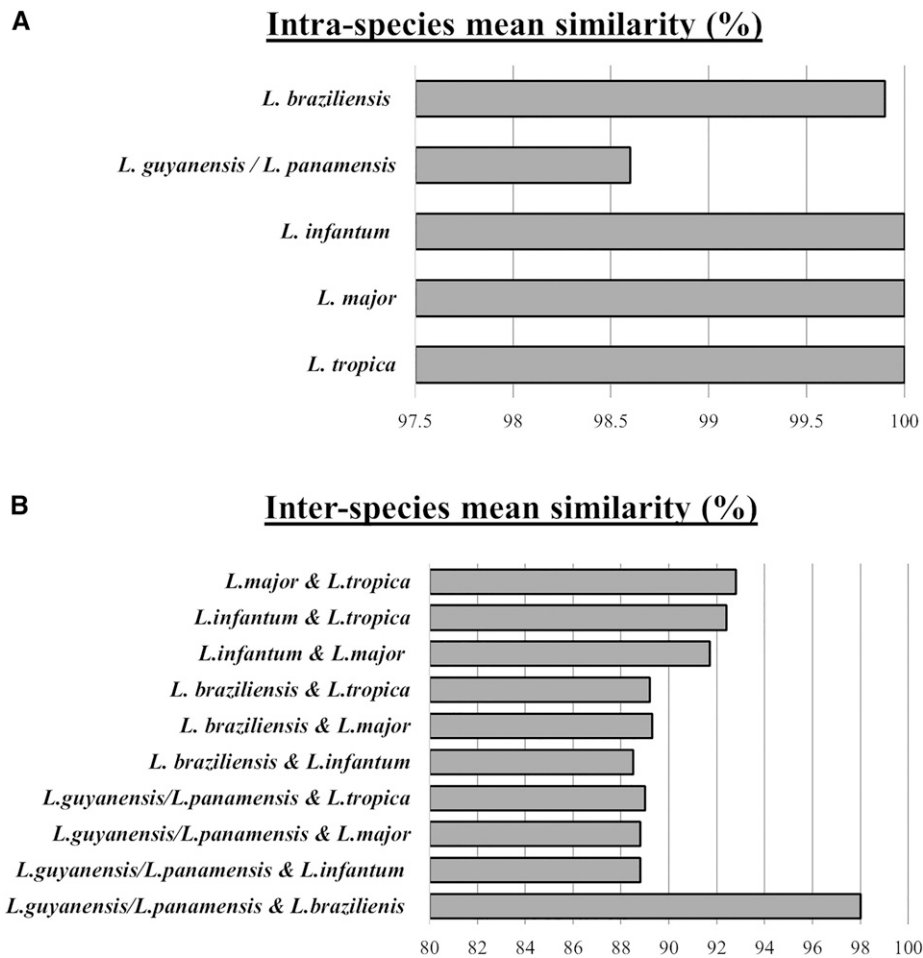 A
Intra-species mean similarity (%)
L. braziliensis
L. guyanensis / L. panamensis
L. infantum
L. major
L. tropica
97.5 98 98.5 99 99.5 100
B
Inter-species mean similarity (%)
L.major & L.tropica
L.infantum & L.tropica
L.infantum & L.major
L. braziliensis & L.tropica
L. braziliensis & L.major
L. braziliensis & L.infantum
L.guyanensis/L.panamensis & L.tropica
L.guyanensis/L.panamensis & L.major
L.guyanensis/L.panamensis & L.infantum
L.guyanensis/L.panamensis & L.brazilienis
80 82 84 86 88 90 92 94 96 98 100